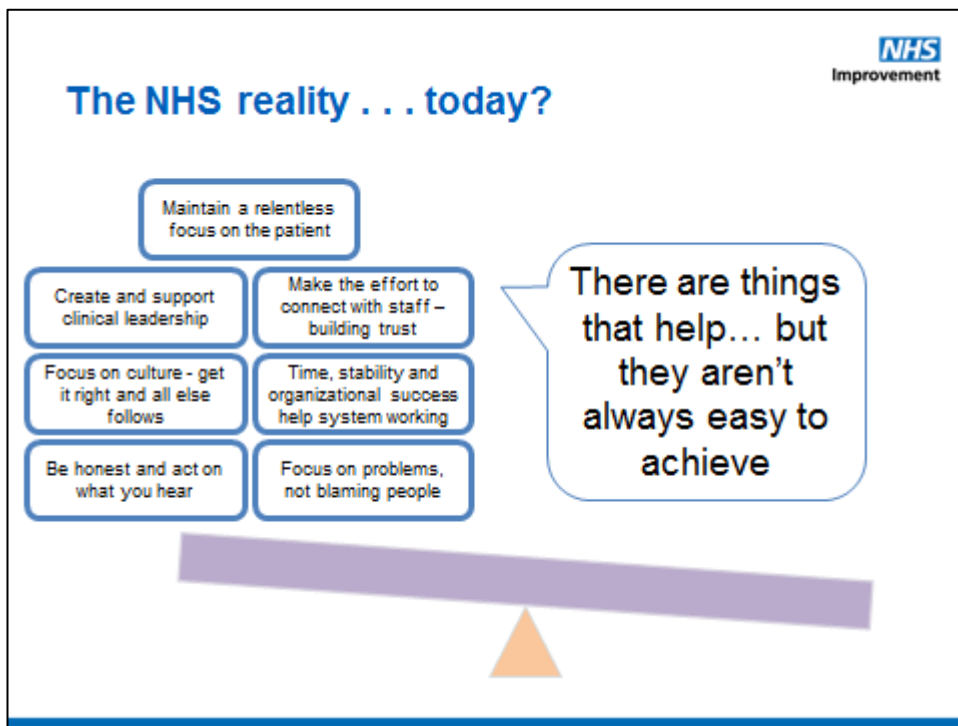 NHS
Improvement
The NHS reality . . . today?
Maintain a relentless
focus on the patient
Create and support
clinical leadership
Make the effort to
connect with staff –
building trust
Focus on culture - get
it right and all else
follows
Time, stability and
organizational success
help system working
Be honest and act on
what you hear
Focus on problems,
not blaming people
There are things
that help… but
they aren’t
always easy to
achieve